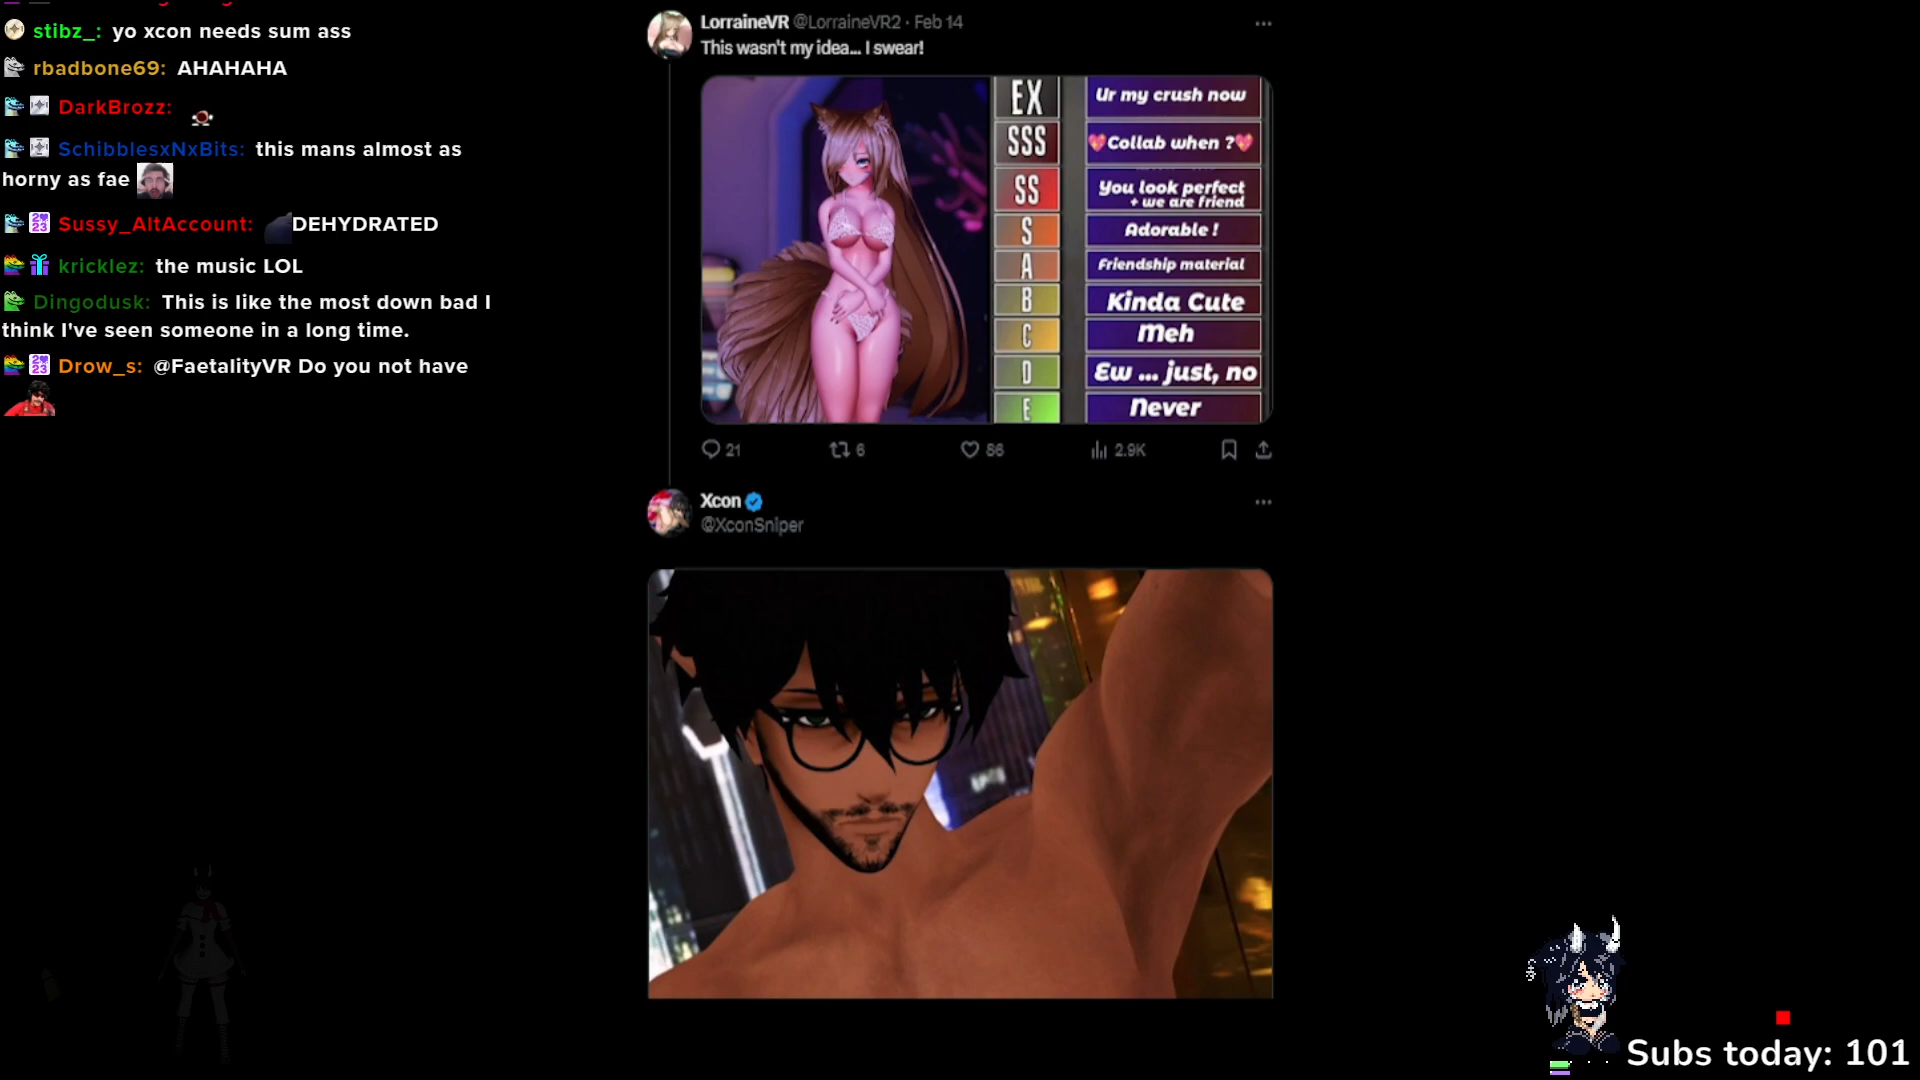 stibz_: yo xcon needs sum ass
rbadbone69: AHAHAHA
DarkBrozz:
SchibblesxNxBits: this mans almost as
horny as fae
Sussy_AltAccount: DEHYDRATED
kricklez: the music LOL
Dingodusk: This is like the most down bad I
think I've seen someone in a long time.
Drow_s: @FaetalityVR Do you not have
LorraineVR @LorraineVR2 · Feb 14
This wasn't my idea... I swear!
EX Ur my crush now
SSS Collab when ?
SS You look perfect
+ we are friend
S Adorable !
A Friendship material
B Kinda Cute
C Meh
D Ew ... just, no
E Never
21 6 86 2.9K
Xcon
@XconSniper
Subs today: 101